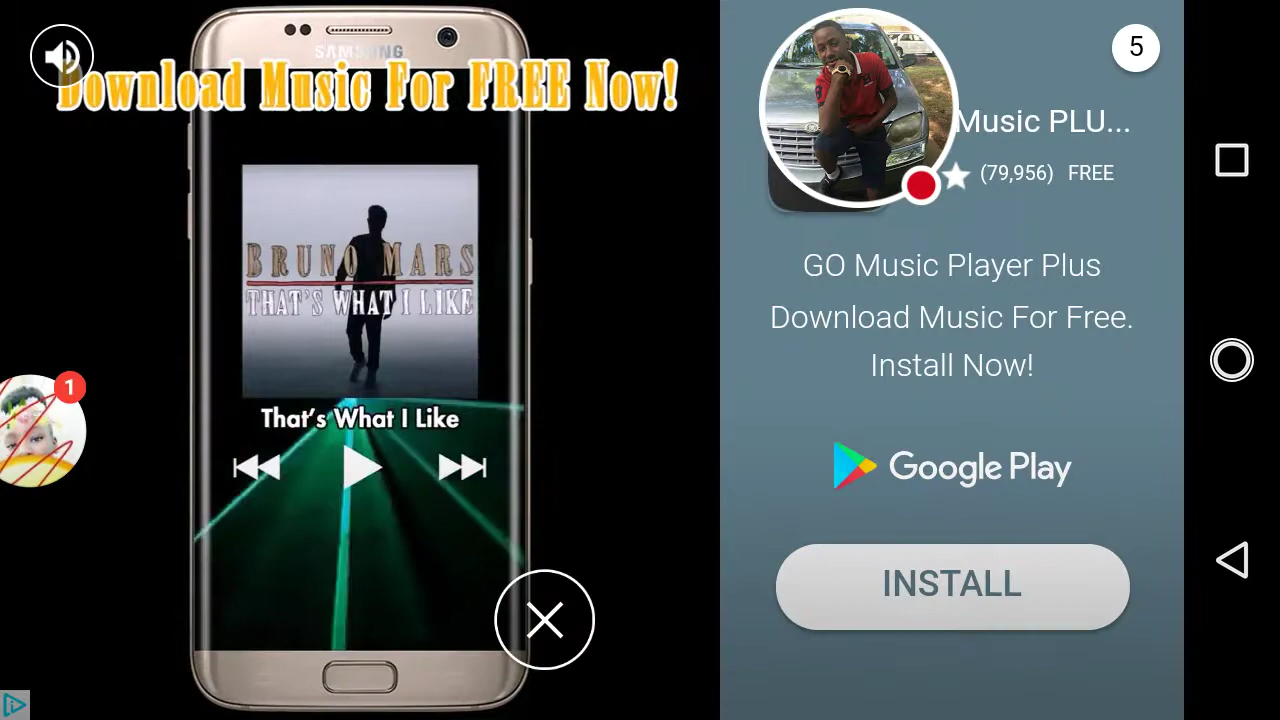 SAMSUNG
Download Music For FREE Now!
BRUNO MARS
THAT'S WHAT I LIKE
That's What I Like
1
5
Music PLU...
(79,956) FREE
GO Music Player Plus
Download Music For Free.
Install Now!
Google Play
INSTALL